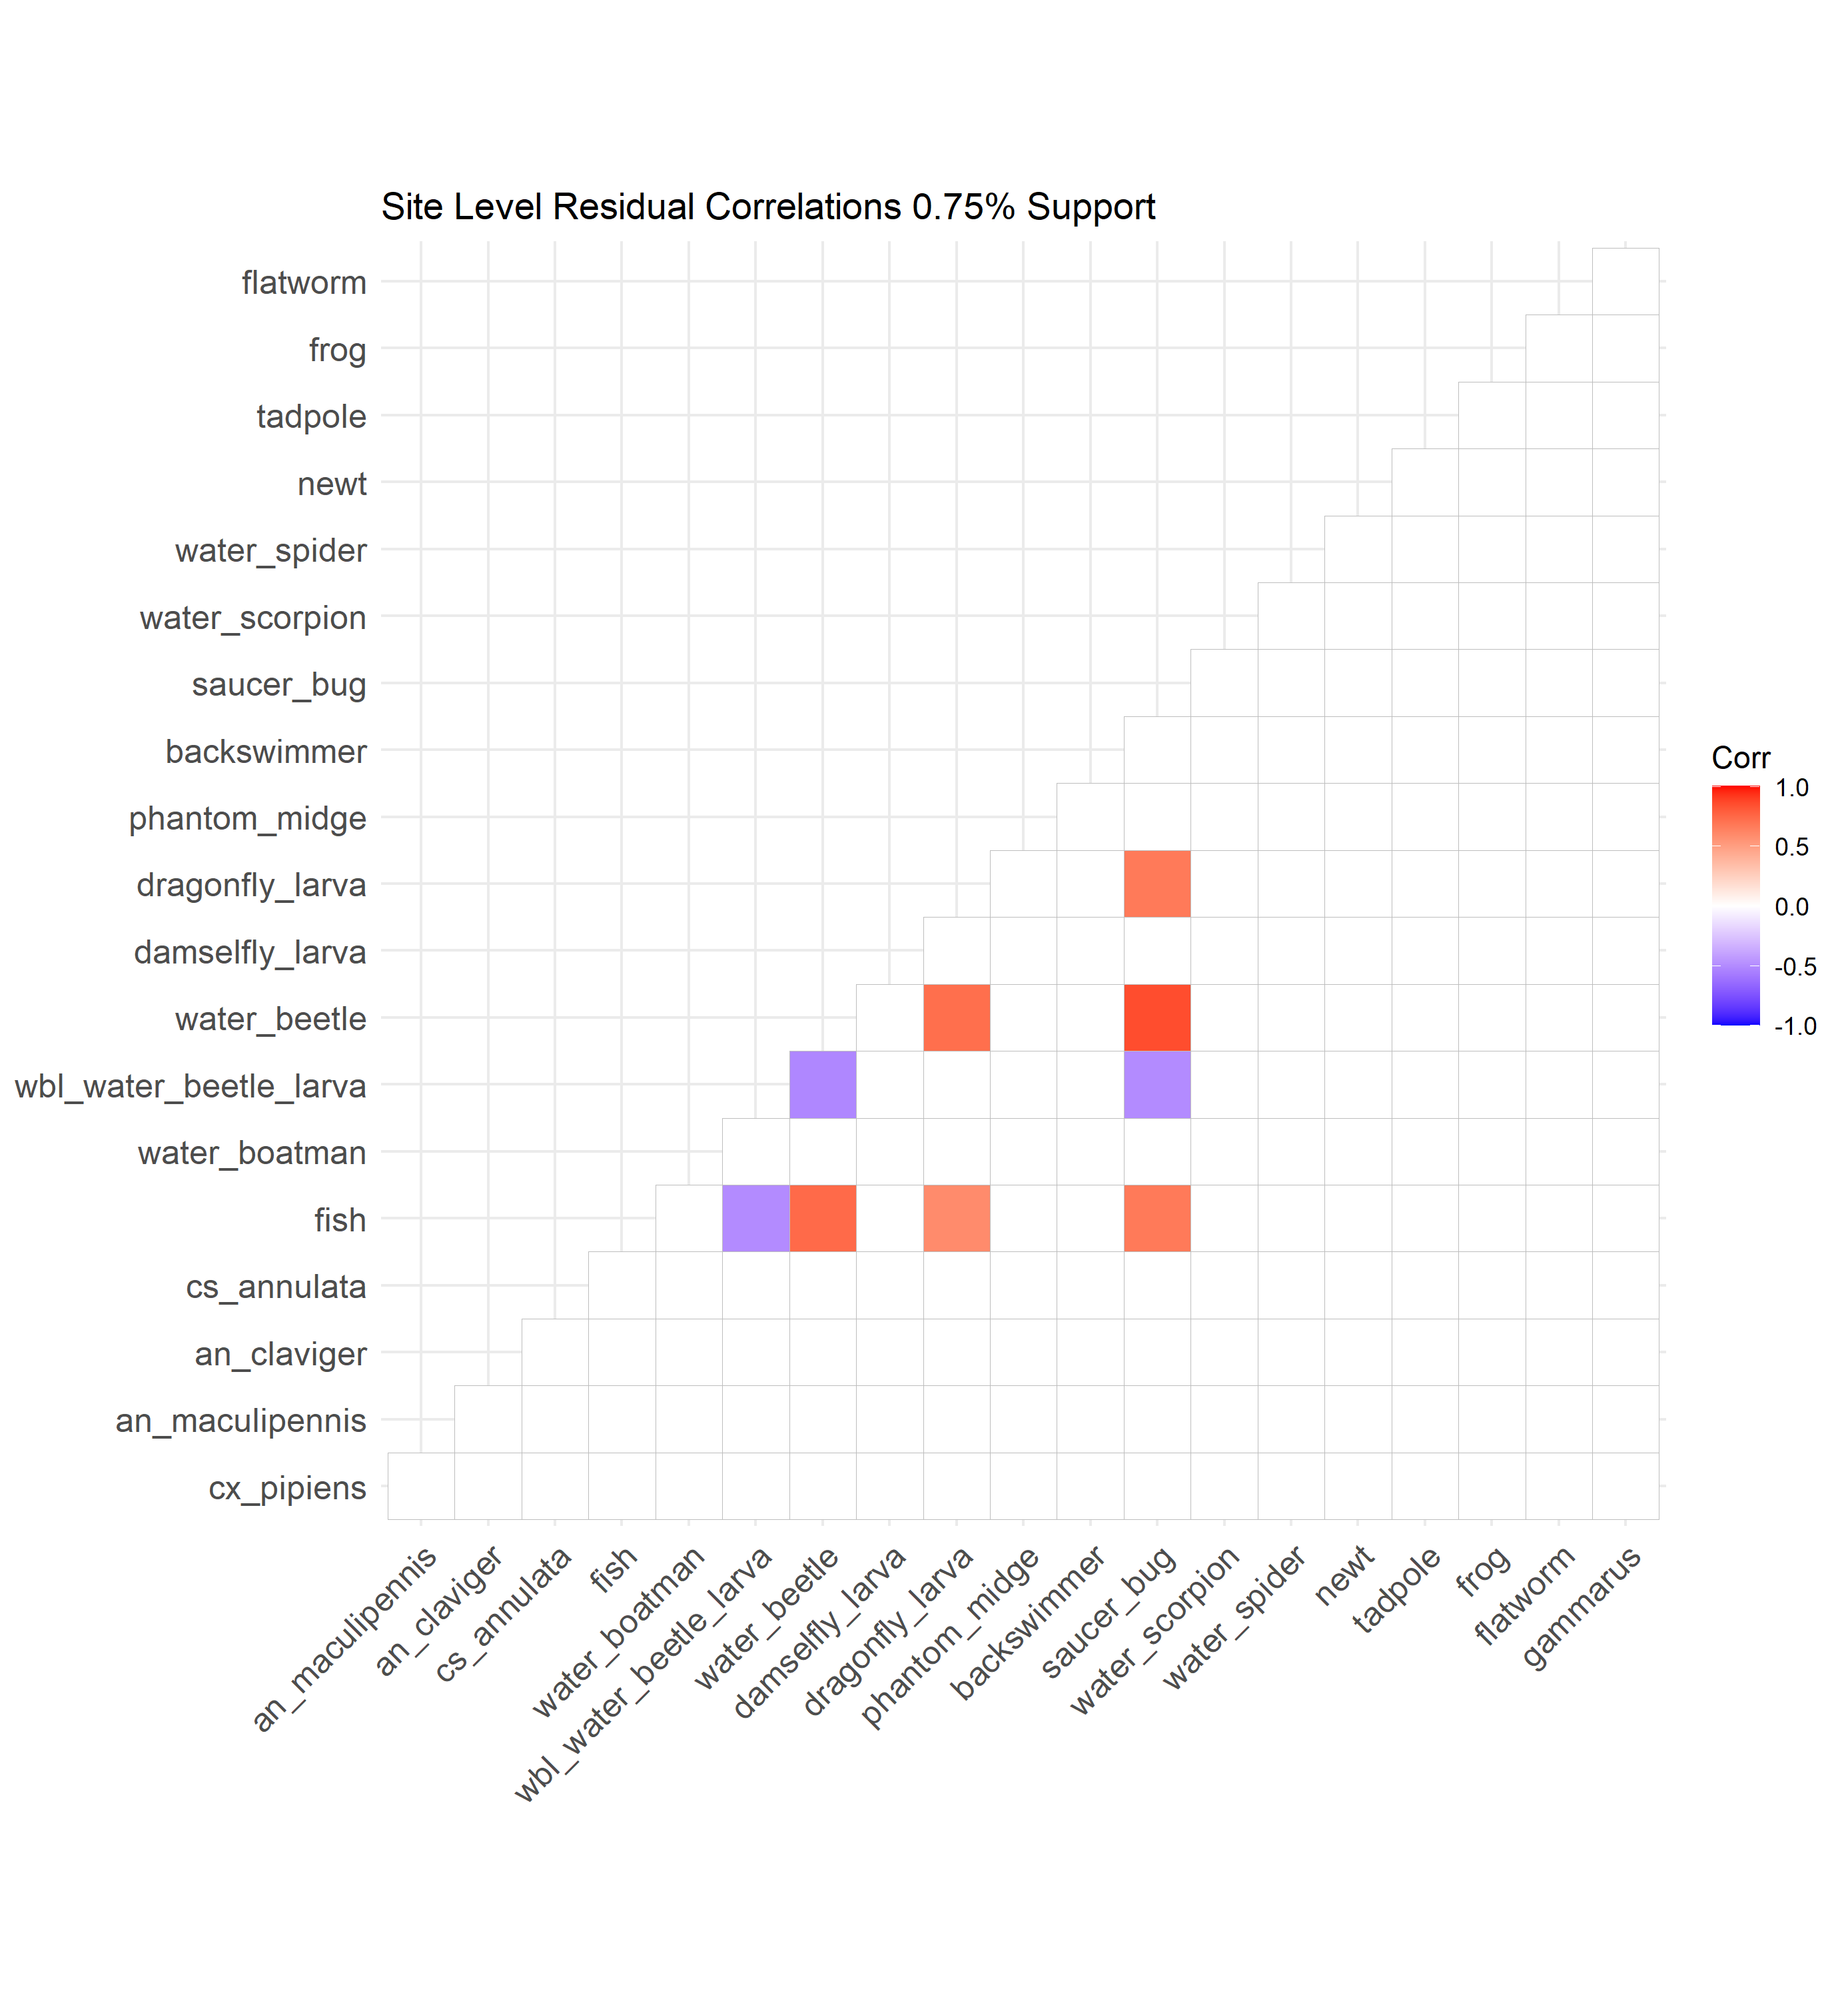 Site Level Residual Correlations 0.75% Support
flatworm
frog
tadpole
newt
water_spider
water_scorpion
saucer_bug
backswimmer
phantom_midge
dragonfly_larva
damselfly_larva
water_beetle
wbl_water_beetle_larva
water_boatman
fish
cs_annulata
an_claviger
an_maculipennis
cx_pipiens
an_maculipennis
an_claviger
cs_annulata
fish
water_boatman
wbl_water_beetle_larva
water_beetle
damselfly_larva
dragonfly_larva
phantom_midge
backswimmer
saucer_bug
water_scorpion
water_spider
newt
tadpole
frog
flatworm
gammarus
Corr
1.0
0.5
0.0
-0.5
-1.0